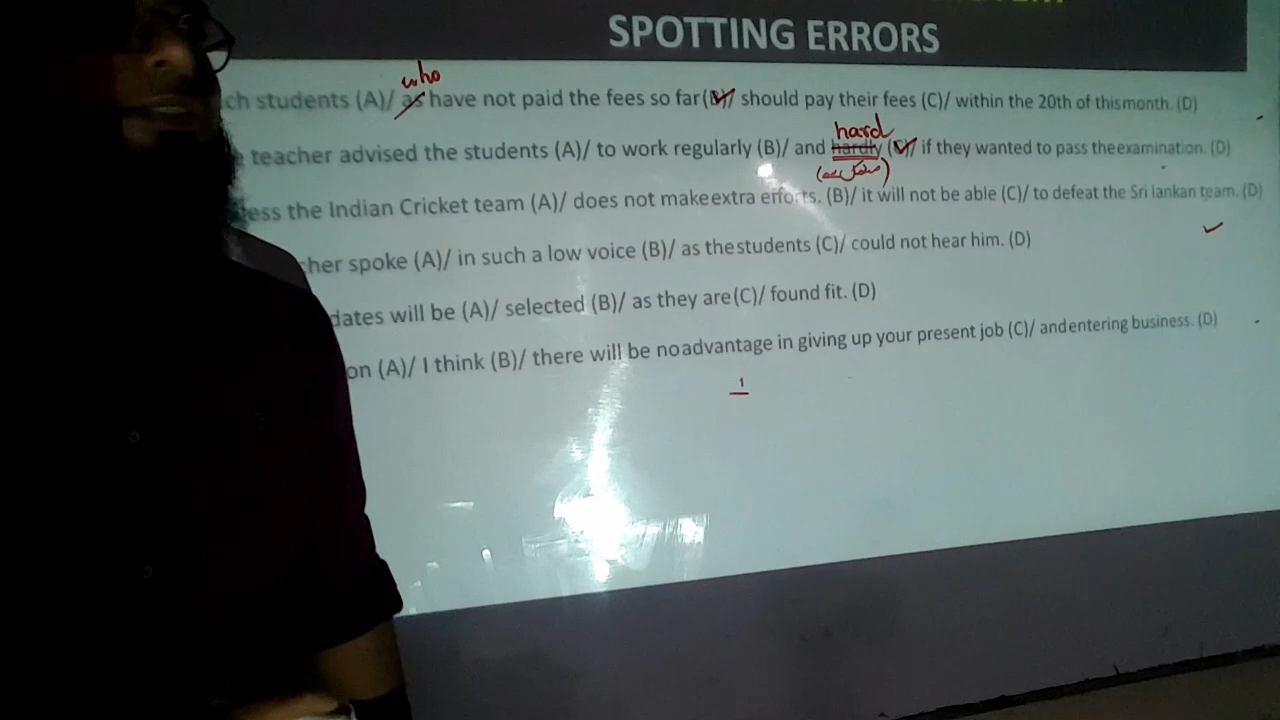 SPOTTING ERRORS
who
ch students (A)/ as have not paid the fees so far (B)/ should pay their fees (C)/ within the 20th of this month. (D)
hard
e teacher advised the students (A)/ to work regularly (B)/ and hardly (C)/ if they wanted to pass the examination. (D)
ess the Indian Cricket team (A)/ does not make extra efforts. (B)/ it will not be able (C)/ to defeat the Sri lankan team. (D)
cher spoke (A)/ in such a low voice (B)/ as the students (C)/ could not hear him. (D)
dates will be (A)/ selected (B)/ as they are (C)/ found fit. (D)
on (A)/ I think (B)/ there will be no advantage in giving up your present job (C)/ and entering business. (D)
1